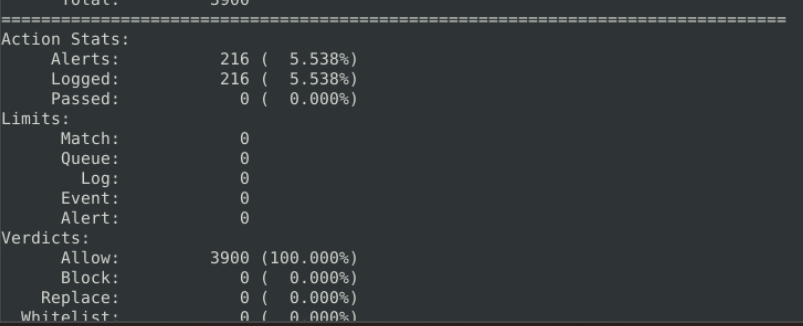 Total: 3900
===============================================================================
Action Stats:
Alerts: 216 ( 5.538%)
Logged: 216 ( 5.538%)
Passed: 0 ( 0.000%)
Limits:
Match: 0
Queue: 0
Log: 0
Event: 0
Alert: 0
Verdicts:
Allow: 3900 (100.000%)
Block: 0 ( 0.000%)
Replace: 0 ( 0.000%)
Whitelist: 0 ( 0.000%)